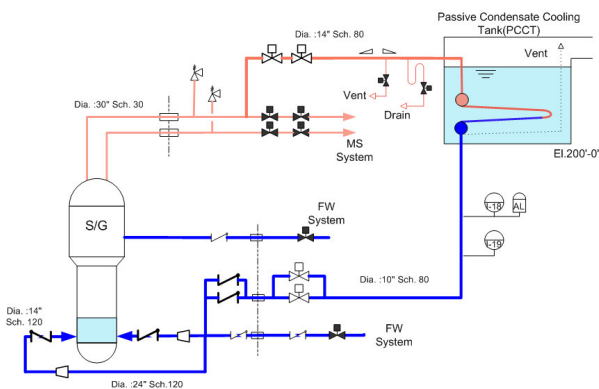 Passive Condensate Cooling
Tank(PCCT)
Dia. :14" Sch. 80
Vent
Dia. :30" Sch. 30
Vent
Drain
MS
System
El.200'-0"
S/G
FW
System
I-18
AL
I-19
Dia. :10" Sch. 80
Dia. :14"
Sch. 120
FW
System
Dia. :24" Sch.120